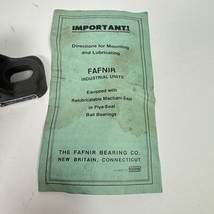 IMPORTANT!
Directions for Mounting
and Lubricating
FAFNIR
INDUSTRIAL UNITS
Equipped with
Relubricatable Mechani-Seal
or Plya-Seal
Ball Bearings
THE FAFNIR BEARING CO.
NEW BRITAIN, CONNECTICUT